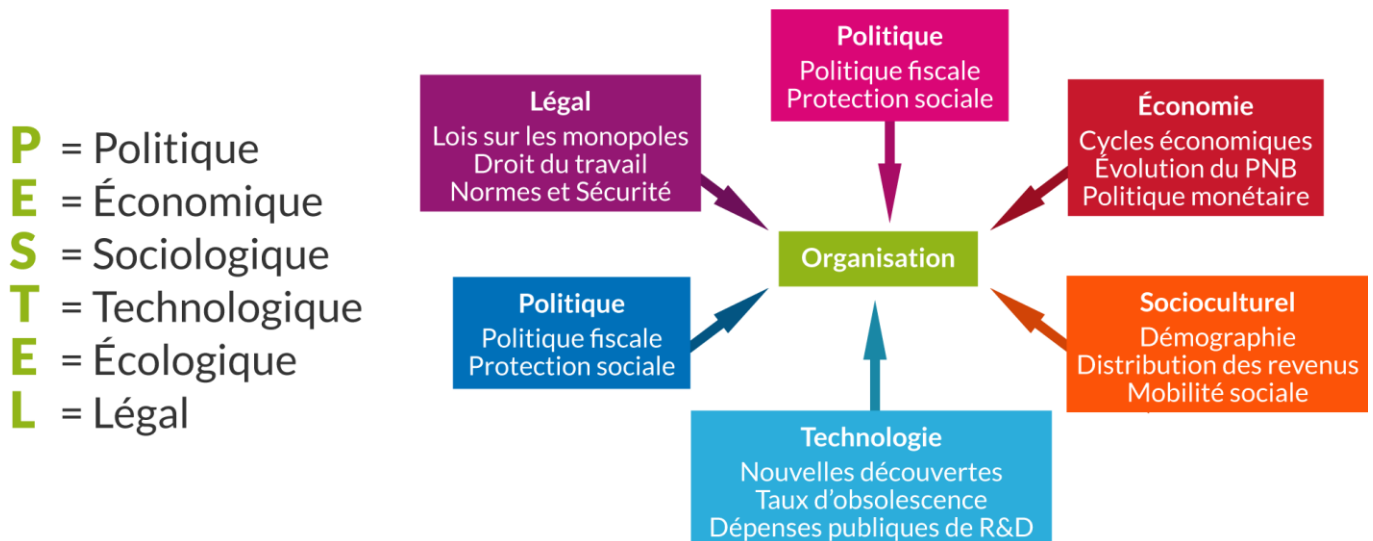 P = Politique
E = Économique
S = Sociologique
T = Technologique
E = Écologique
L = Légal
Politique
Politique fiscale
Protection sociale
Légal
Lois sur les monopoles
Droit du travail
Normes et Sécurité
Économie
Cycles économiques
Évolution du PNB
Politique monétaire
Organisation
Politique
Politique fiscale
Protection sociale
Socioculturel
Démographie
Distribution des revenus
Mobilité sociale
Technologie
Nouvelles découvertes
Taux d'obsolescence
Dépenses publiques de R&D